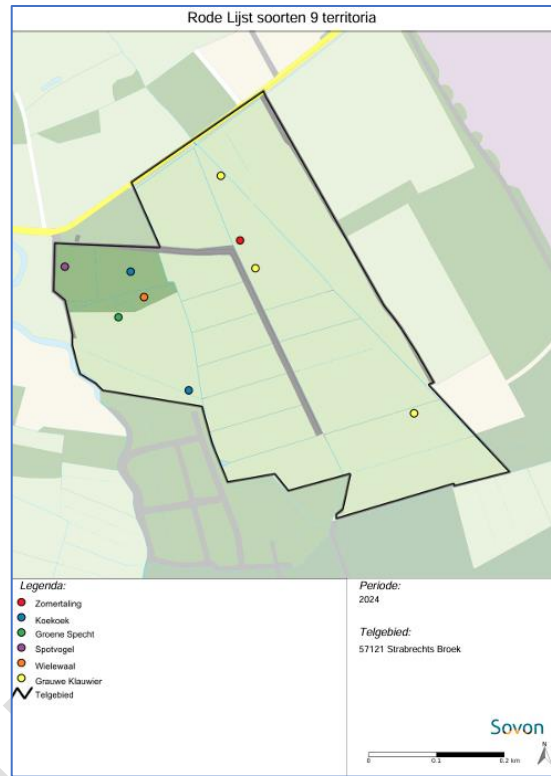 Rode Lijst soorten 9 territoria
Legenda:
Zomertaling
Koekoek
Groene Specht
Spotvogel
Wielewaal
Grauwe Klauwier
Telgebied
Periode:
2024
Telgebied:
57121 Strabrechts Broek
Sovon
0 0.1 0.2 km
N